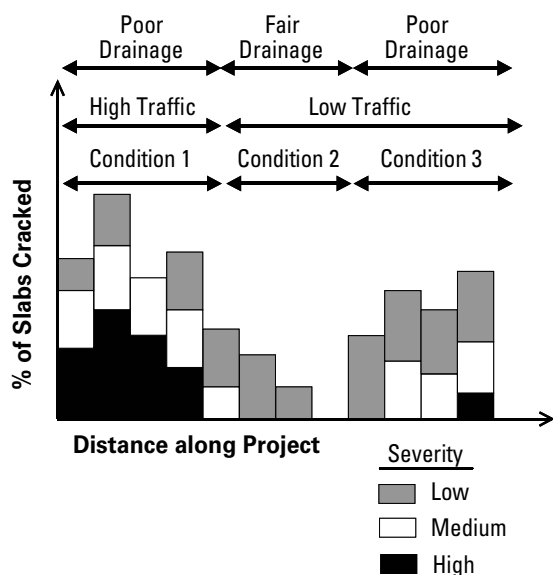 Poor Fair Poor
Drainage Drainage Drainage
High Traffic Low Traffic
Condition 1 Condition 2 Condition 3
% of Slabs Cracked
Distance along Project
Severity
Low
Medium
High